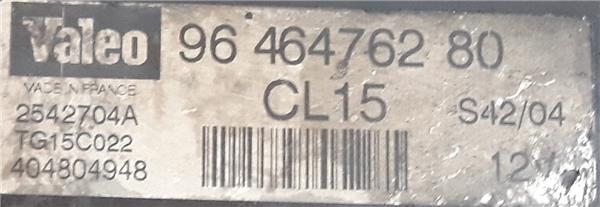 Valeo 96 464762 80
MADE IN FRANCE CL15
2542704A S42/04
TG15C022
404804948 12V